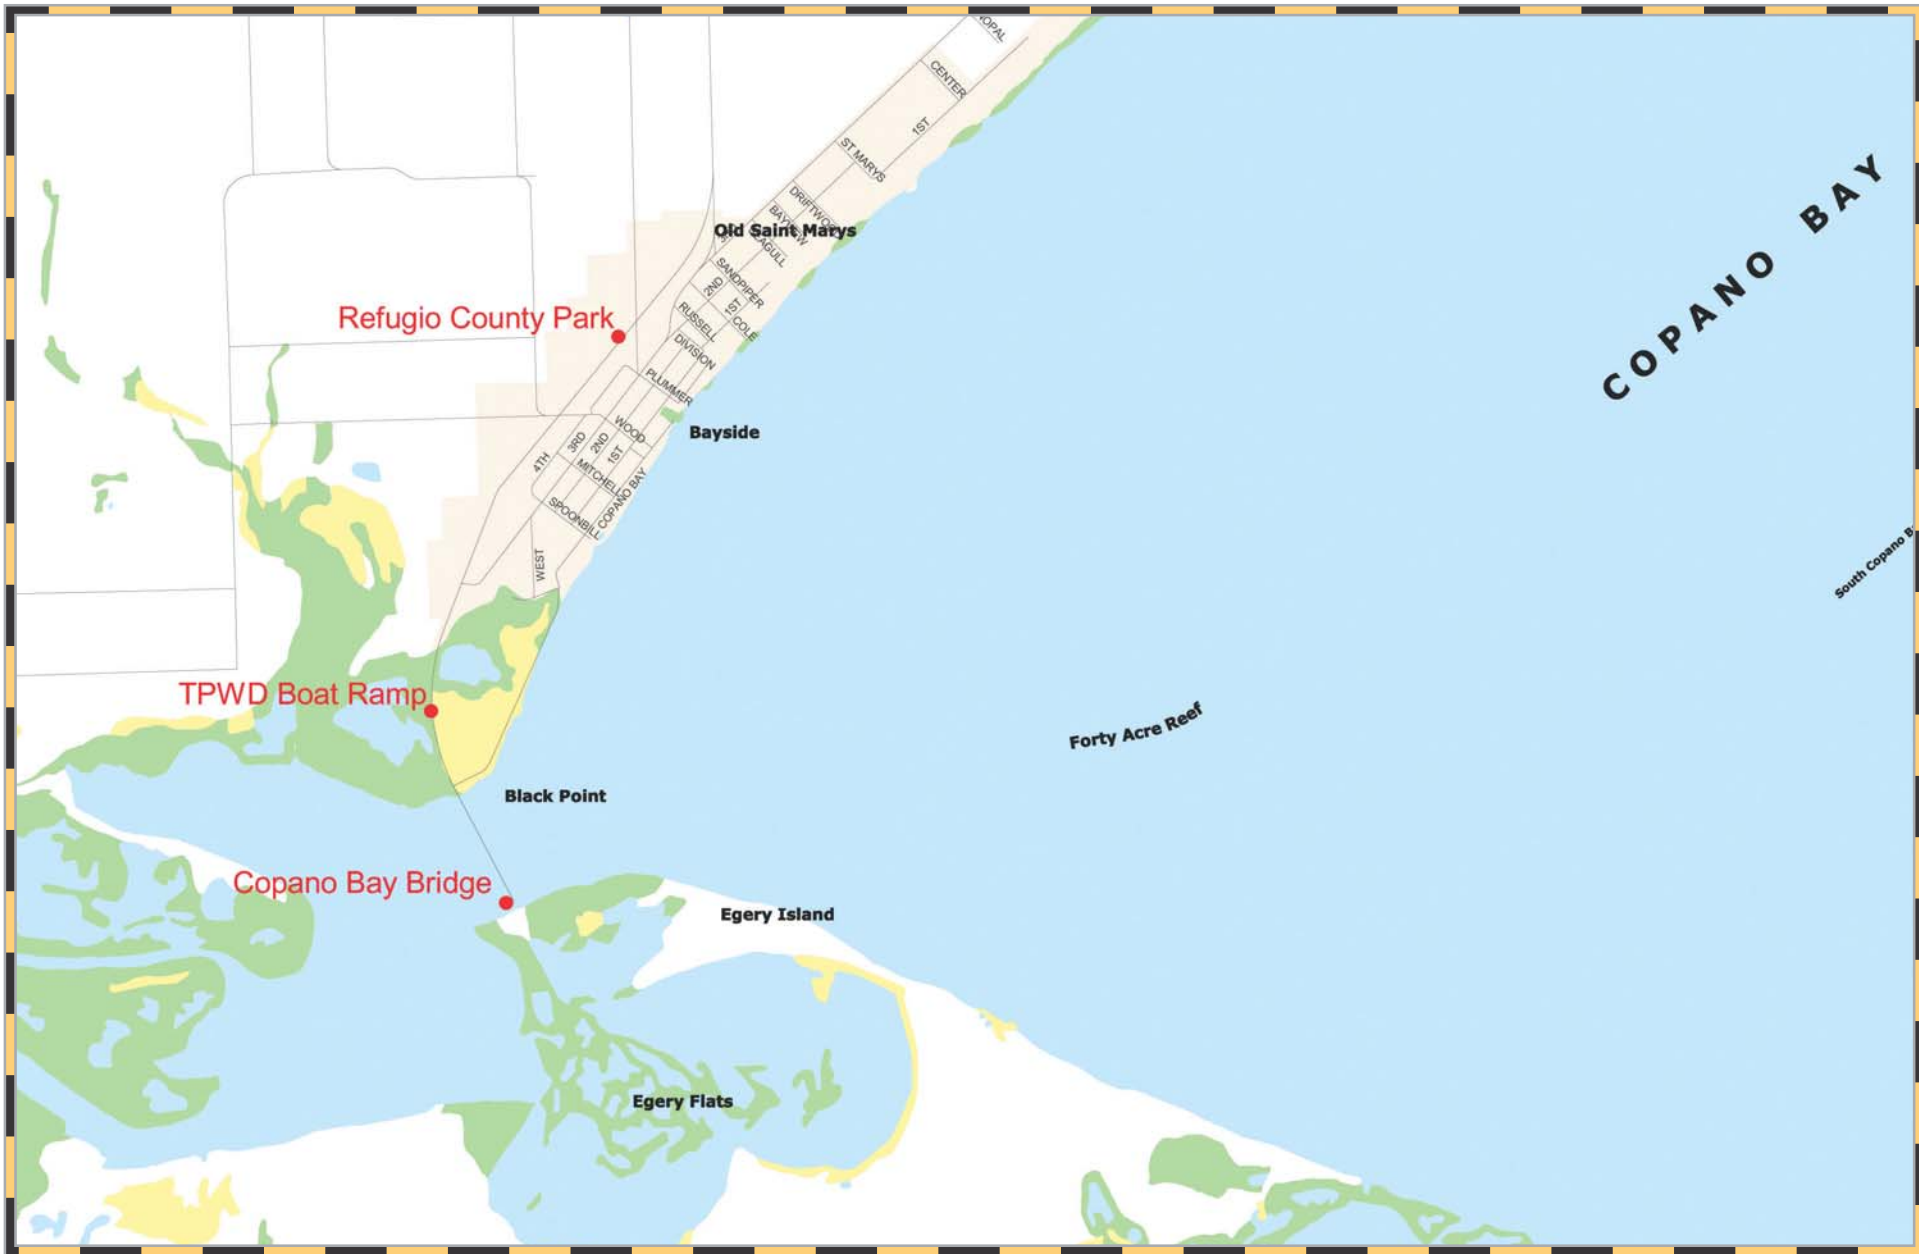 CENTER
1ST
ST MARYS
COPANO BAY
Old Saint Marys
SANDPIPER
2ND
1ST
COLE
RUSSELL
Refugio County Park
DIVISION
PLUMMER
Bayside
WOOD
3RD
2ND
1ST
4TH
MITCHELL
COPANO BAY
SPOONBILL
WEST
South Copano
TPWD Boat Ramp
Forty Acre Reef
Black Point
Copano Bay Bridge
Egery Island
Egery Flats